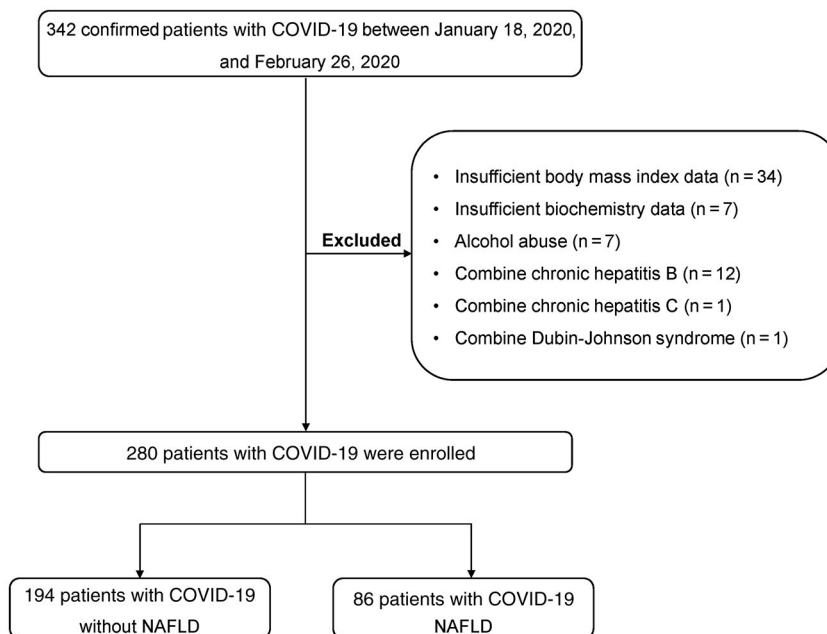 342 confirmed patients with COVID-19 between January 18, 2020,
and February 26, 2020
• Insufficient body mass index data (n = 34)
• Insufficient biochemistry data (n = 7)
Excluded
• Alcohol abuse (n = 7)
• Combine chronic hepatitis B (n = 12)
• Combine chronic hepatitis C (n = 1)
• Combine Dubin-Johnson syndrome (n = 1)
280 patients with COVID-19 were enrolled
194 patients with COVID-19
without NAFLD
86 patients with COVID-19
NAFLD